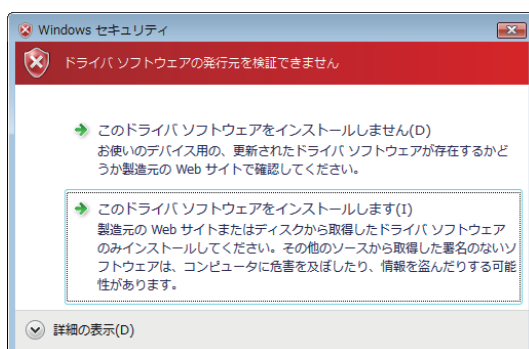 Windows セキュリティ
ドライバ ソフトウェアの発行元を検証できません
このドライバ ソフトウェアをインストールしません(D)
お使いのデバイス用の、更新されたドライバ ソフトウェアが存在するかど
うか製造元の Web サイトで確認してください。
このドライバ ソフトウェアをインストールします(I)
製造元の Web サイトまたはディスクから取得したドライバ ソフトウェア
のみインストールしてください。その他のソースから取得した署名のないソ
フトウェアは、コンピュータに危害を及ぼしたり、情報を盗んだりする可能
性があります。
詳細の表示(D)